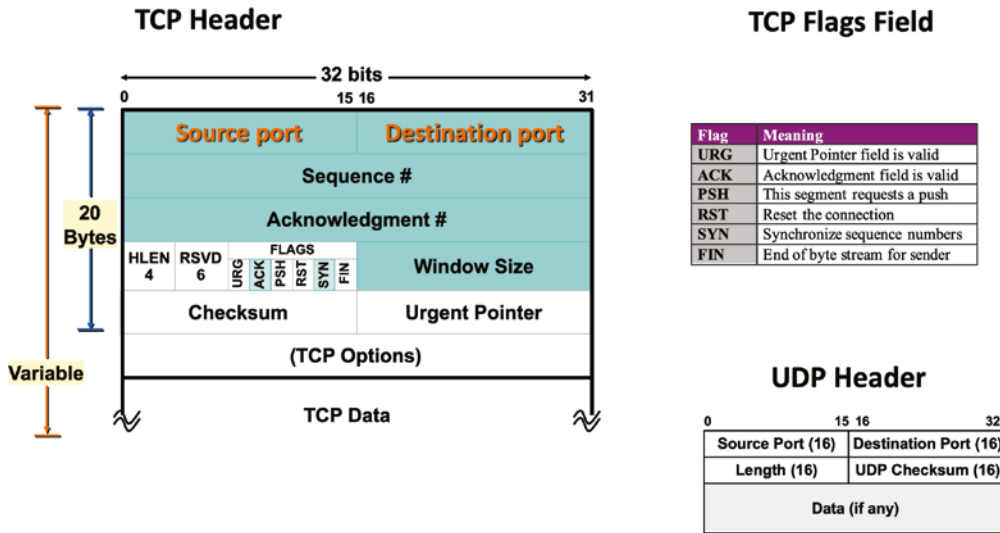 TCP Header
32 bits
0 15 16 31
Source port Destination port
Sequence #
Acknowledgment #
20
Bytes
HLEN
4
RSVD
6
FLAGS
URG ACK PSH RST SYN FIN
Window Size
Checksum Urgent Pointer
(TCP Options)
Variable
TCP Data
TCP Flags Field
Flag Meaning
URG Urgent Pointer field is valid
ACK Acknowledgment field is valid
PSH This segment requests a push
RST Reset the connection
SYN Synchronize sequence numbers
FIN End of byte stream for sender
UDP Header
0 15 16 32
Source Port (16) Destination Port (16)
Length (16) UDP Checksum (16)
Data (if any)